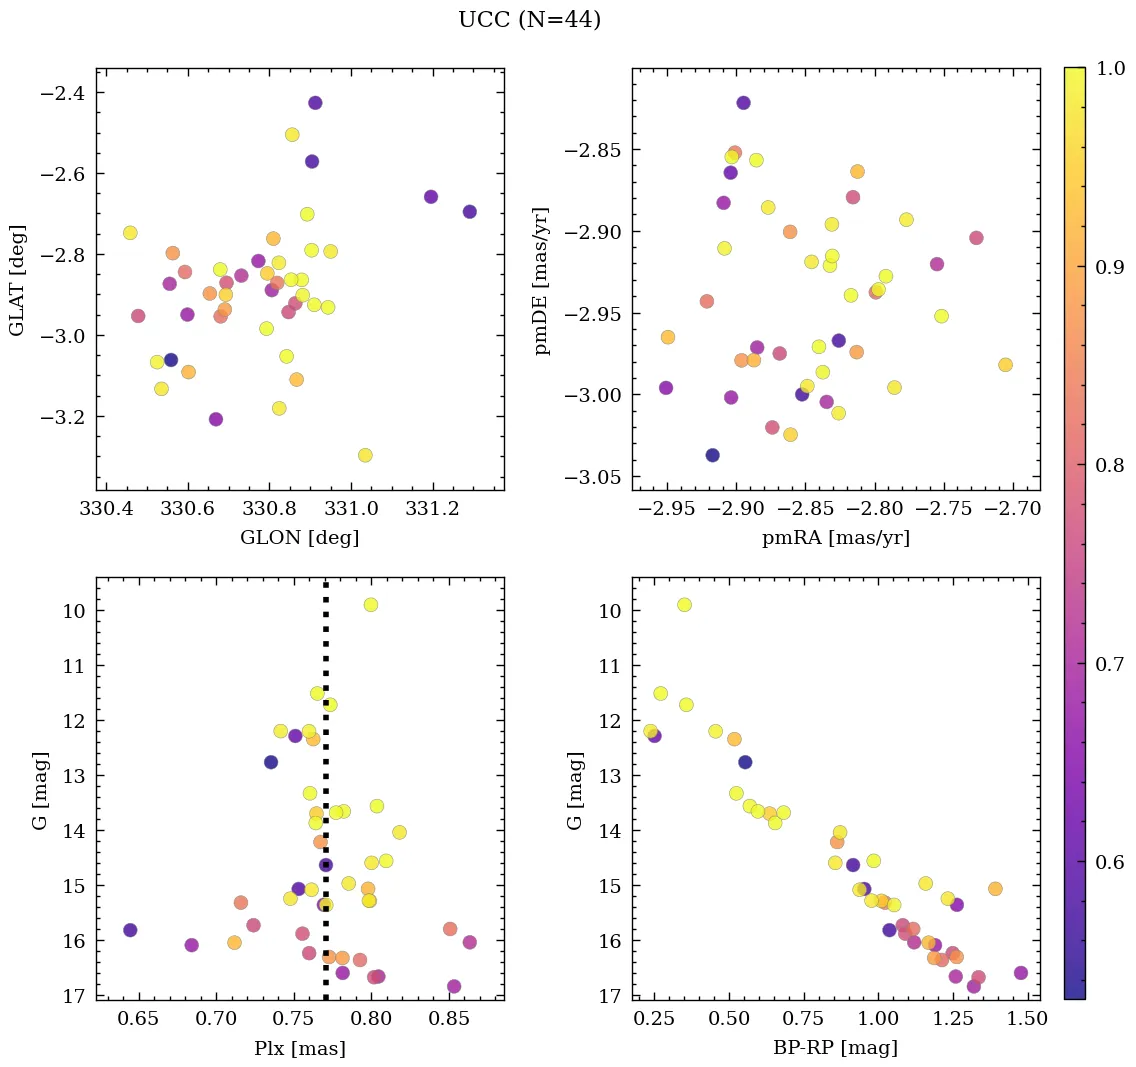 UCC (N=44)
−2.4
−2.6
−2.8
−3.0
−3.2
GLAT [deg]
330.4 330.6 330.8 331.0 331.2
GLON [deg]
−2.85
−2.90
−2.95
−3.00
−3.05
pmDE [mas/yr]
−2.95 −2.90 −2.85 −2.80 −2.75 −2.70
pmRA [mas/yr]
10
11
12
13
14
15
16
17
G [mag]
0.65 0.70 0.75 0.80 0.85
Plx [mas]
10
11
12
13
14
15
16
17
G [mag]
0.25 0.50 0.75 1.00 1.25 1.50
BP-RP [mag]
1.0
0.9
0.8
0.7
0.6